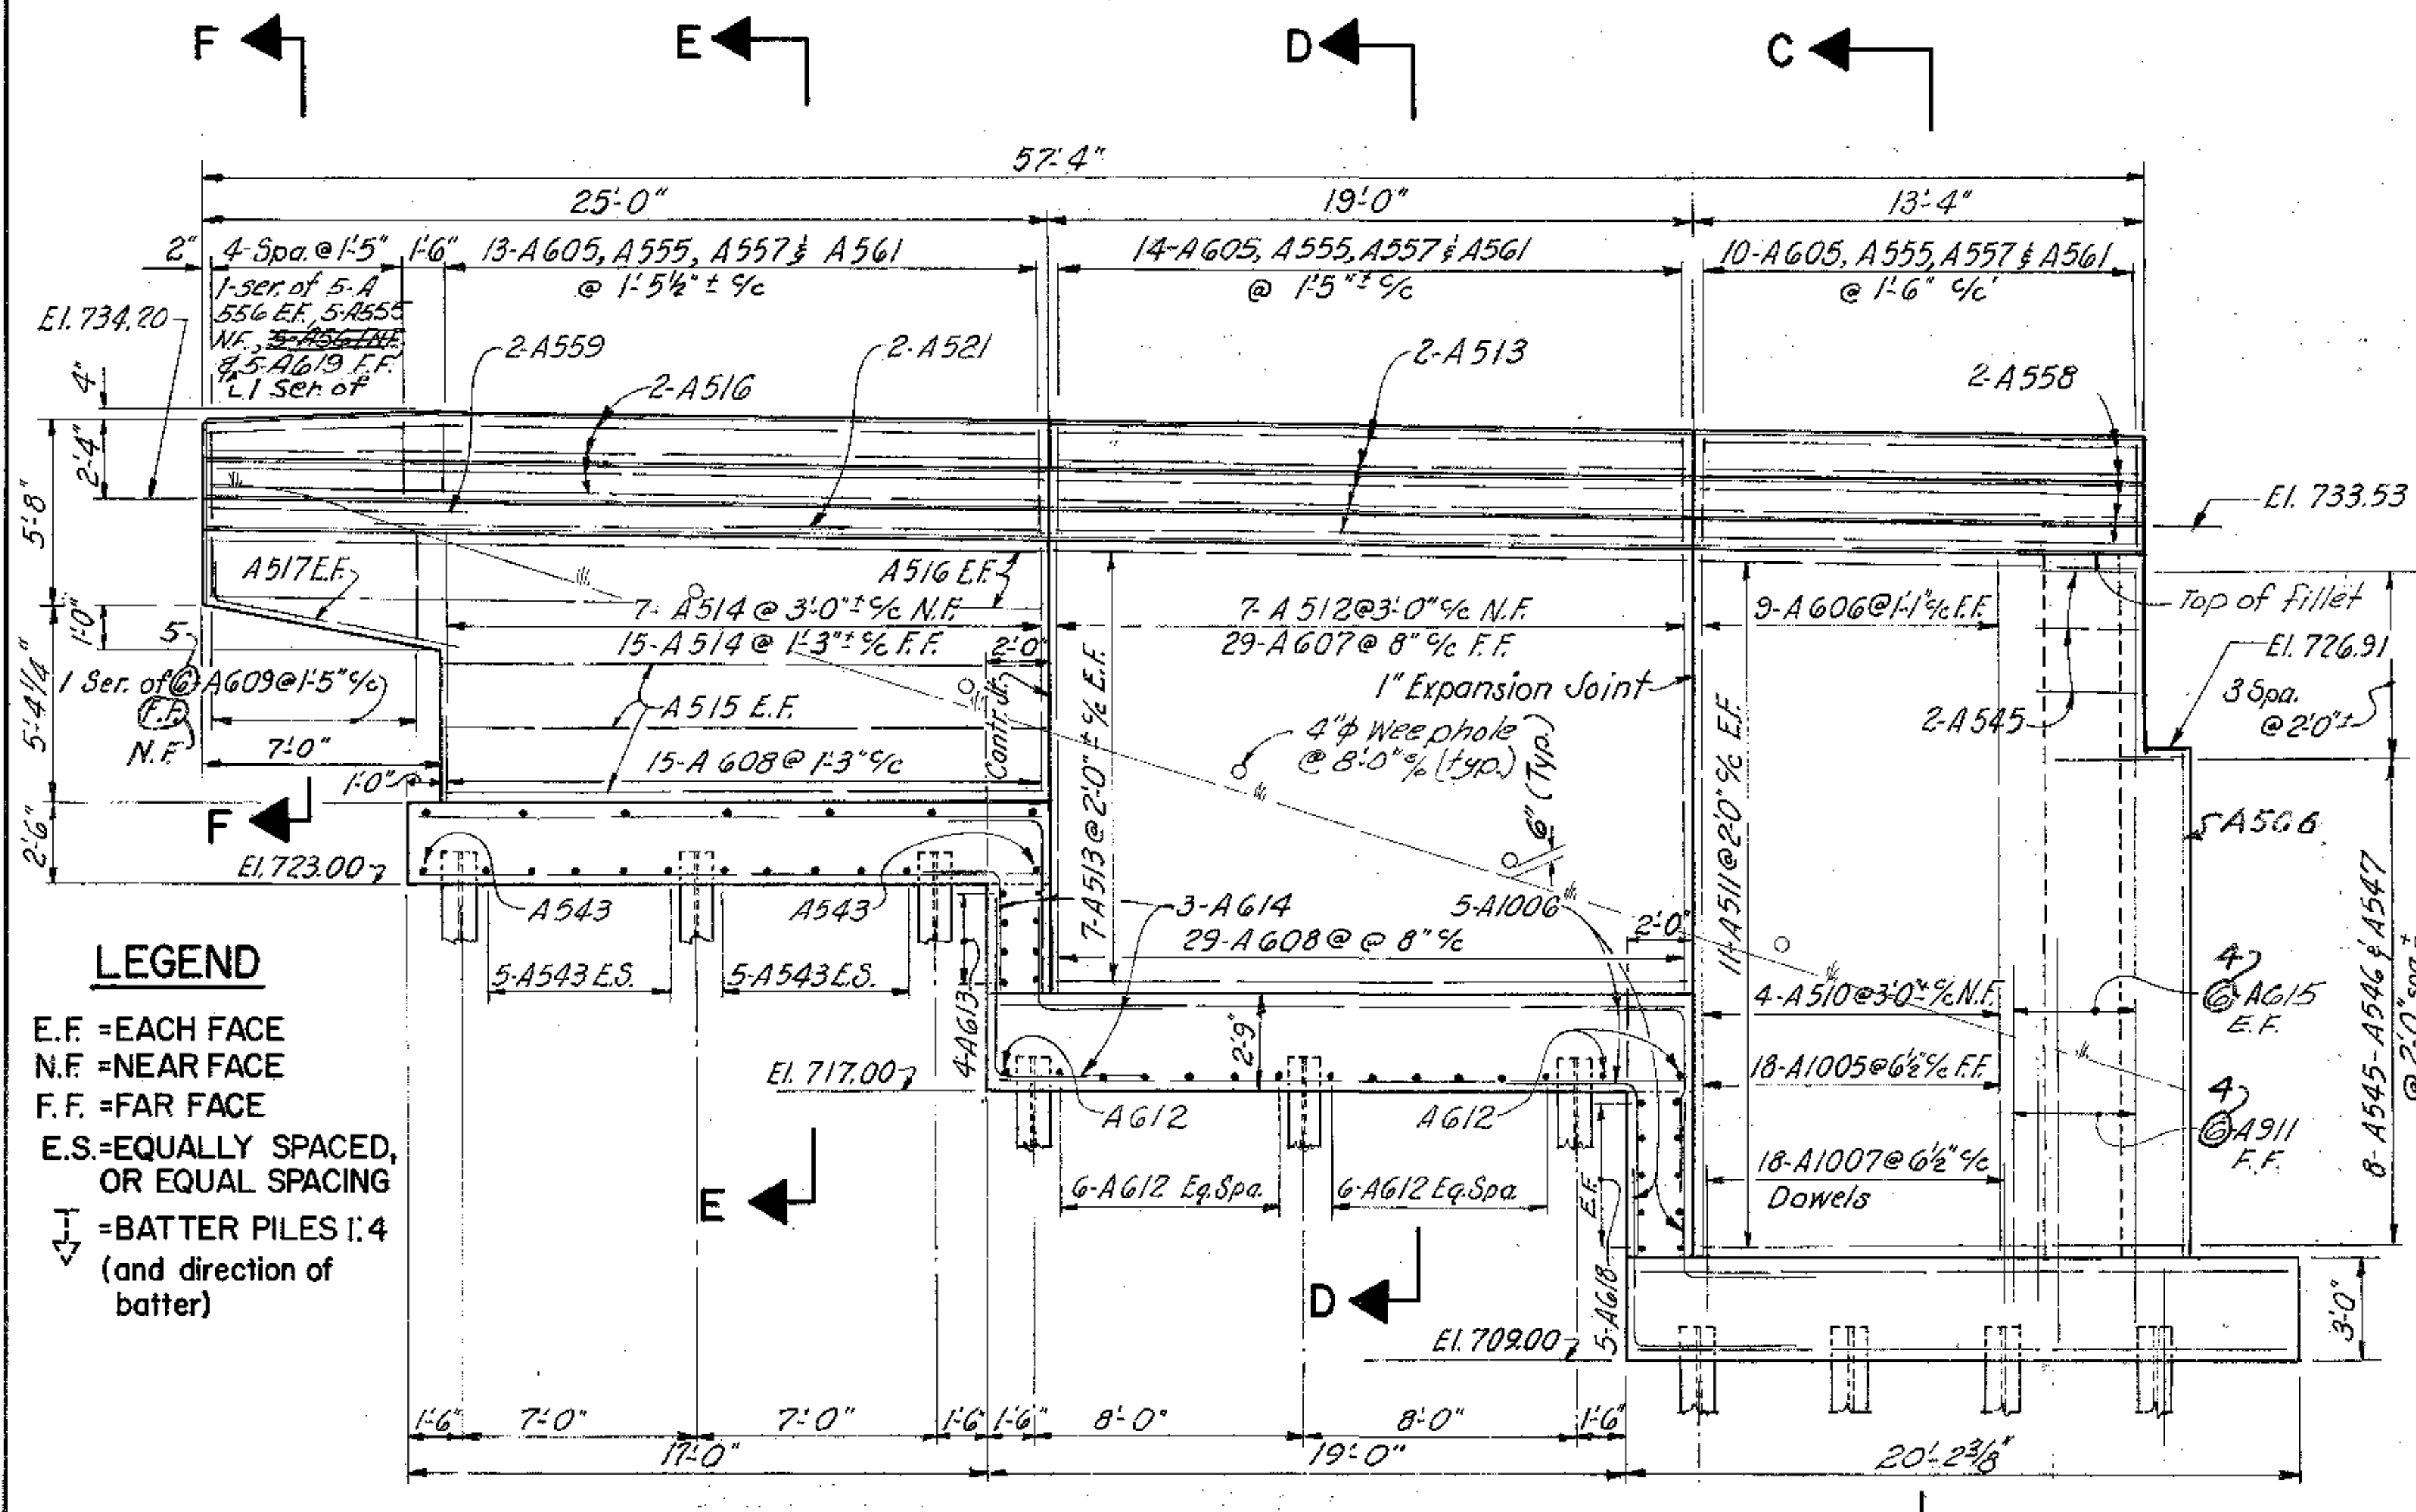 F
E
D
C
57'-4"
25'-0"
19'-0"
13'-4"
2"
4-Spa. @ 1'-5"
1'-6"
13-A605, A555, A557 & A561
@ 1'-5½" ± c/c
14-A605, A555, A557 & A561
@ 1'-5" ± c/c
10-A605, A555, A557 & A561
@ 1'-6" c/c
1-ser. of 5-A
556 E.F., 5-A555
N.F., 5-A561 N.F.
& 5-A619 F.F.
1 Ser. of
El. 734.20
2-A559
2-A521
2-A516
2-A513
2-A558
4"
2'-4"
5'-8"
El. 733.53
A517 E.F.
A516 E.F.
7-A514 @ 3'-0" ± c/c N.F.
15-A514 @ 1'-3" ± c/c F.F.
7-A512 @ 3'-0" c/c N.F.
29-A607 @ 8" c/c F.F.
9-A606 @ 1'-1" c/c F.F.
Top of fillet
El. 726.91
1'-0"
5
1 Ser. of 6-A609 @ 1'-5" c/c
F.F.
N.F.
7'-0"
1'-0"
5'-4 1/4"
2'-6"
2'-0"
Contr. Jt.
A515 E.F.
15-A608 @ 1'-3" c/c
7-A513 @ 2'-0" ± c/c E.F.
1" Expansion Joint
4"φ Weephole
@ 8'-0" c/c (typ.)
6" (Typ.)
11-A511 @ 2'-0" c/c E.F.
2-A545
3 Spa.
@ 2'-0" ±
A506
F
El. 723.00
A543
A543
3-A614
5-A1006
2'-0"
29-A608 @ @ 8" c/c
5-A543 E.S.
5-A543 E.S.
4-A613
2'-9"
4-A510 @ 3'-0" ± c/c N.F.
4
6-A615
E.F.
8-A545-A546 & A547
@ 2'-0" spa. ±
LEGEND
E.F. =EACH FACE
N.F. =NEAR FACE
F.F. =FAR FACE
E.S.=EQUALLY SPACED,
OR EQUAL SPACING
=BATTER PILES 1:4
(and direction of
batter)
El. 717.00
18-A1005 @ 6½" c/c F.F.
A612
A612
4
6-A911
F.F.
E
6-A612 Eq. Spa.
6-A612 Eq. Spa
E.F.
5-A618
18-A1007 @ 6½" c/c
Dowels
D
El. 709.00
3'-0"
1'-6"
7'-0"
7'-0"
1'-6"
1'-6"
8'-0"
8'-0"
1'-6"
17'-0"
19'-0"
20'-2 3/8"